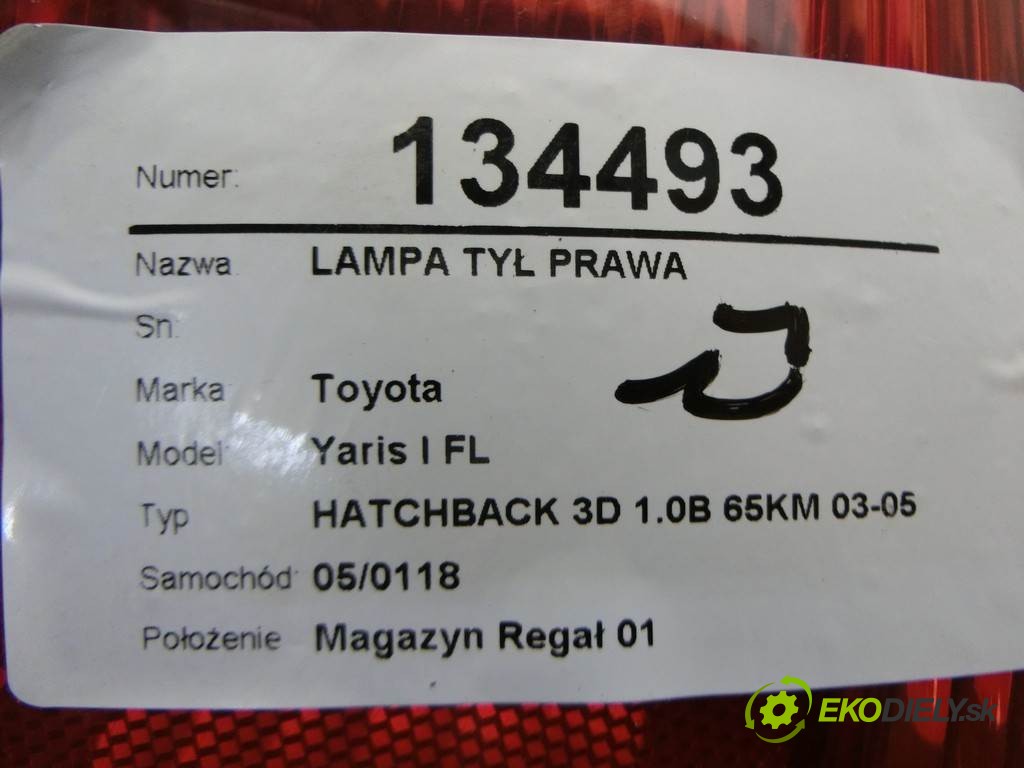 Numer: 134493
Nazwa LAMPA TYŁ PRAWA
Sn:
Marka Toyota
Model Yaris I FL
Typ HATCHBACK 3D 1.0B 65KM 03-05
Samochód 05/0118
Położenie Magazyn Regał 01
EKODIELY.sk